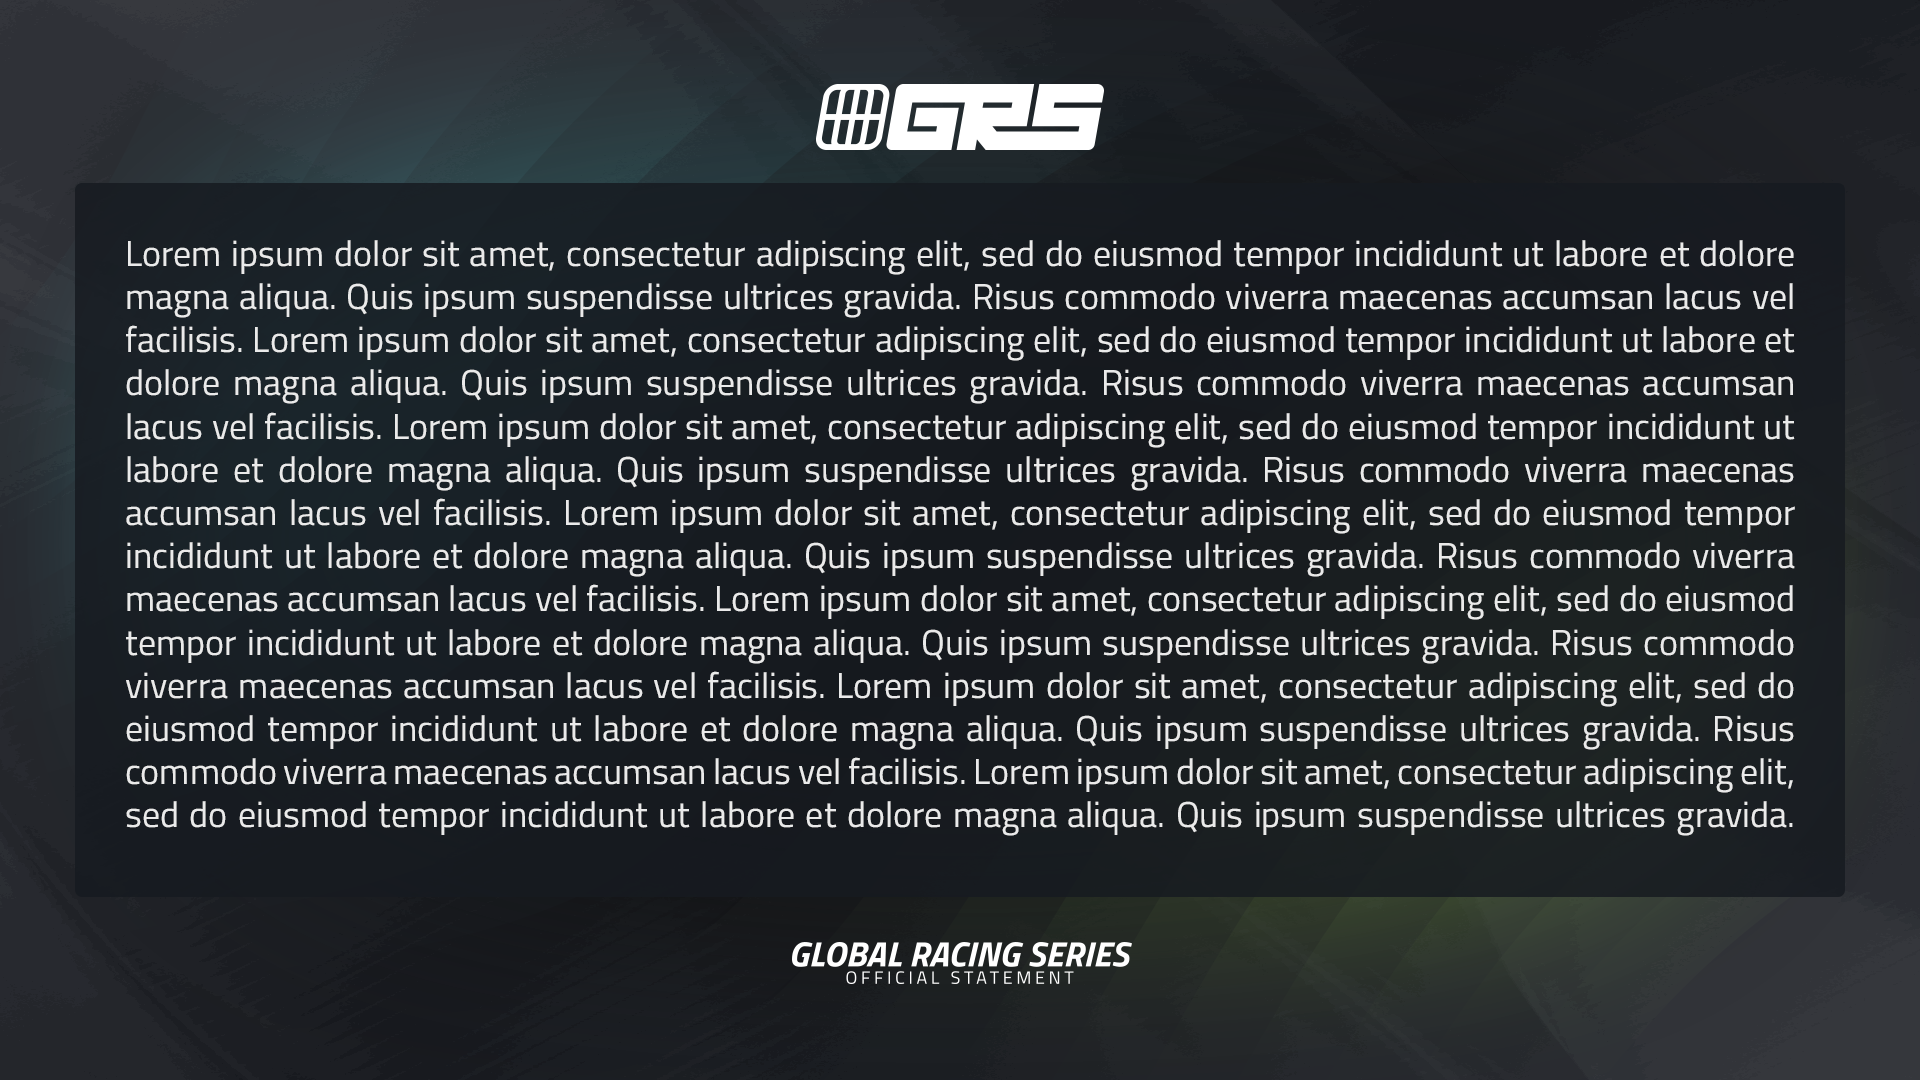 GRS
Lorem ipsum dolor sit amet, consectetur adipiscing elit, sed do eiusmod tempor incididunt ut labore et dolore
magna aliqua. Quis ipsum suspendisse ultrices gravida. Risus commodo viverra maecenas accumsan lacus vel
facilisis. Lorem ipsum dolor sit amet, consectetur adipiscing elit, sed do eiusmod tempor incididunt ut labore et
dolore magna aliqua. Quis ipsum suspendisse ultrices gravida. Risus commodo viverra maecenas accumsan
lacus vel facilisis. Lorem ipsum dolor sit amet, consectetur adipiscing elit, sed do eiusmod tempor incididunt ut
labore et dolore magna aliqua. Quis ipsum suspendisse ultrices gravida. Risus commodo viverra maecenas
accumsan lacus vel facilisis. Lorem ipsum dolor sit amet, consectetur adipiscing elit, sed do eiusmod tempor
incididunt ut labore et dolore magna aliqua. Quis ipsum suspendisse ultrices gravida. Risus commodo viverra
maecenas accumsan lacus vel facilisis. Lorem ipsum dolor sit amet, consectetur adipiscing elit, sed do eiusmod
tempor incididunt ut labore et dolore magna aliqua. Quis ipsum suspendisse ultrices gravida. Risus commodo
viverra maecenas accumsan lacus vel facilisis. Lorem ipsum dolor sit amet, consectetur adipiscing elit, sed do
eiusmod tempor incididunt ut labore et dolore magna aliqua. Quis ipsum suspendisse ultrices gravida. Risus
commodo viverra maecenas accumsan lacus vel facilisis. Lorem ipsum dolor sit amet, consectetur adipiscing elit,
sed do eiusmod tempor incididunt ut labore et dolore magna aliqua. Quis ipsum suspendisse ultrices gravida.
GLOBAL RACING SERIES
OFFICIAL STATEMENT